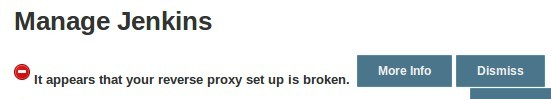 Manage Jenkins
It appears that your reverse proxy set up is broken. More Info Dismiss